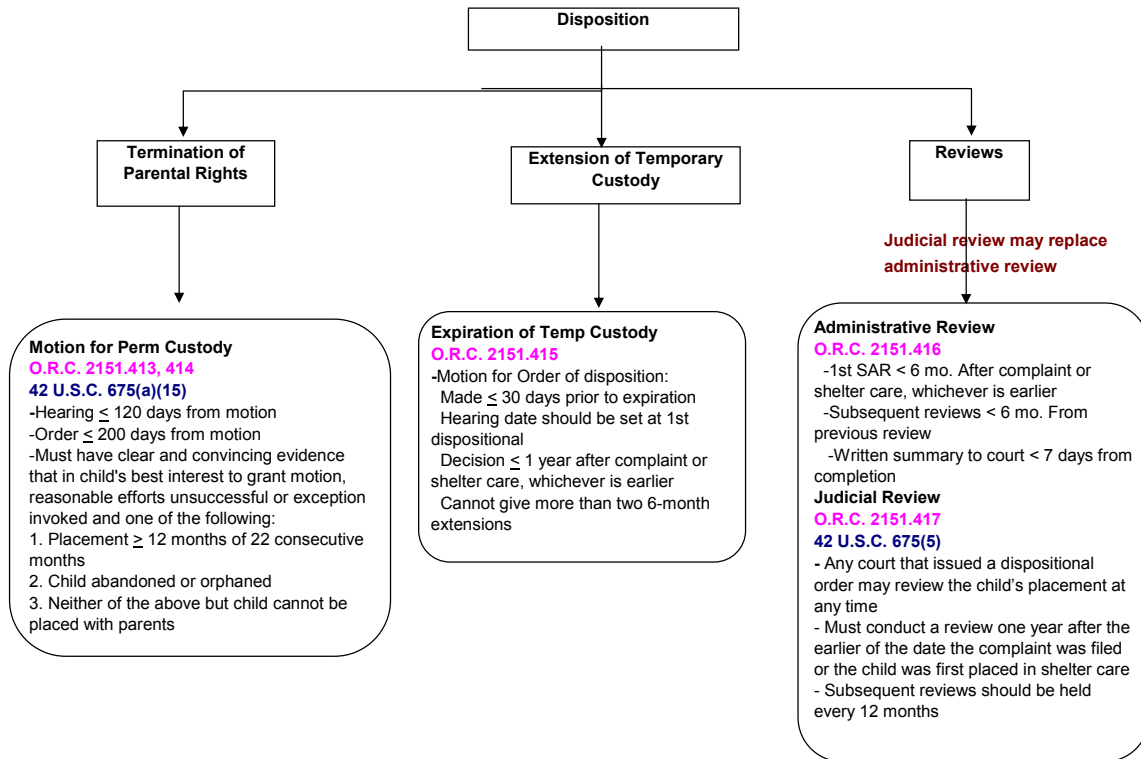 Disposition
Termination of
Parental Rights
Extension of Temporary
Custody
Reviews
Judicial review may replace
administrative review
Motion for Perm Custody
O.R.C. 2151.413, 414
42 U.S.C. 675(a)(15)
-Hearing ≤ 120 days from motion
-Order ≤ 200 days from motion
-Must have clear and convincing evidence
that in child's best interest to grant motion,
reasonable efforts unsuccessful or exception
invoked and one of the following:
1. Placement ≥ 12 months of 22 consecutive
months
2. Child abandoned or orphaned
3. Neither of the above but child cannot be
placed with parents
Expiration of Temp Custody
O.R.C. 2151.415
-Motion for Order of disposition:
Made ≤ 30 days prior to expiration
Hearing date should be set at 1st
dispositional
Decision ≤ 1 year after complaint or
shelter care, whichever is earlier
Cannot give more than two 6-month
extensions
Administrative Review
O.R.C. 2151.416
-1st SAR < 6 mo. After complaint or
shelter care, whichever is earlier
-Subsequent reviews < 6 mo. From
previous review
-Written summary to court < 7 days from
completion
Judicial Review
O.R.C. 2151.417
42 U.S.C. 675(5)
- Any court that issued a dispositional
order may review the child's placement at
any time
- Must conduct a review one year after the
earlier of the date the complaint was filed
or the child was first placed in shelter care
- Subsequent reviews should be held
every 12 months